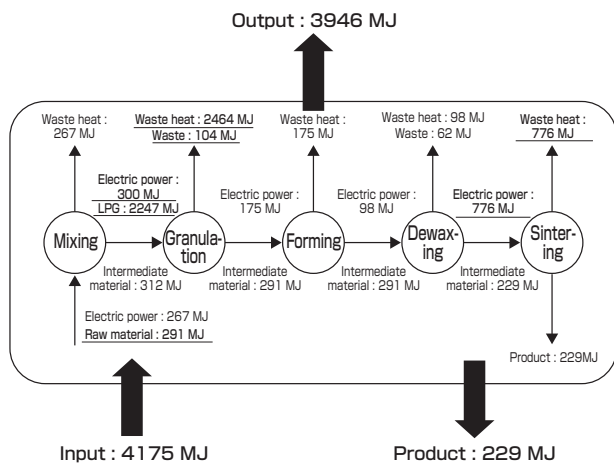 Output : 3946 MJ
Waste heat :
267 MJ
Waste heat : 2464 MJ
Waste : 104 MJ
Waste heat :
175 MJ
Waste heat : 98 MJ
Waste : 62 MJ
Waste heat :
776 MJ
Electric power :
300 MJ
LPG : 2247 MJ
Electric power :
175 MJ
Electric power :
98 MJ
Electric power :
776 MJ
Mixing
Granula-
tion
Forming
Dewax-
ing
Sinter-
ing
Intermediate
material : 312 MJ
Intermediate
material : 291 MJ
Intermediate
material : 291 MJ
Intermediate
material : 229 MJ
Electric power : 267 MJ
Raw material : 291 MJ
Product : 229MJ
Input : 4175 MJ
Product : 229 MJ